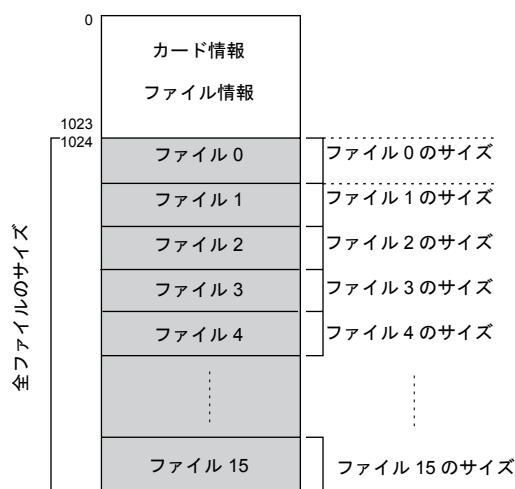 0
カード情報
ファイル情報
1023
1024
ファイル 0
ファイル 0 のサイズ
ファイル 1
ファイル 1 のサイズ
ファイル 2
ファイル 2 のサイズ
ファイル 3
ファイル 3 のサイズ
ファイル 4
ファイル 4 のサイズ
全ファイルのサイズ
ファイル 15
ファイル 15 のサイズ